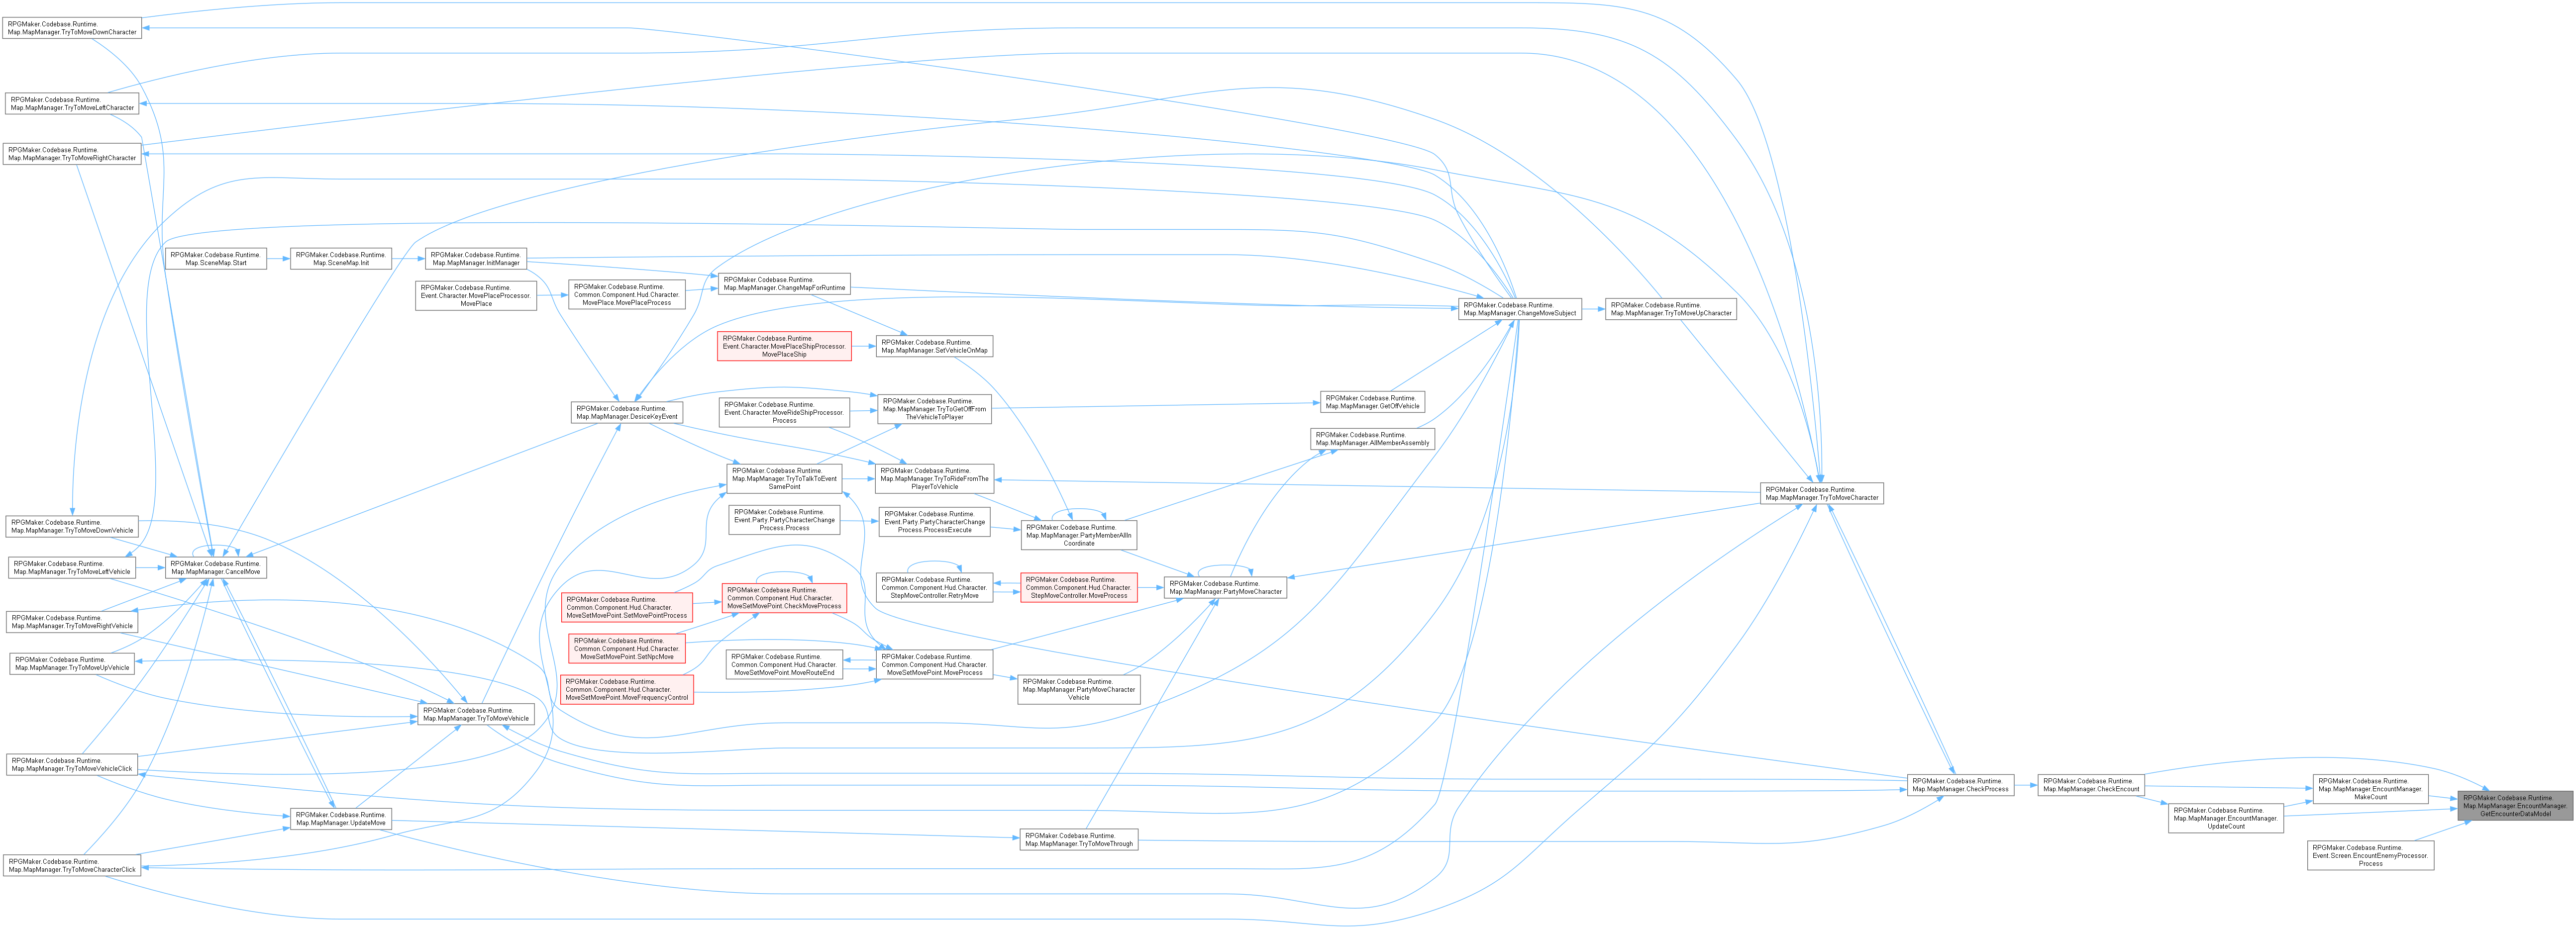 RPGMaker.Codebase.Runtime.
Map.MapManager.TryToMoveDownCharacter
RPGMaker.Codebase.Runtime.
Map.MapManager.TryToMoveLeftCharacter
RPGMaker.Codebase.Runtime.
Map.MapManager.TryToMoveRightCharacter
RPGMaker.Codebase.Runtime.
Map.SceneMap.Start
RPGMaker.Codebase.Runtime.
Map.SceneMap.Init
RPGMaker.Codebase.Runtime.
Map.MapManager.InitManager
RPGMaker.Codebase.Runtime.
Event.Character.MovePlaceProcessor.
MovePlace
RPGMaker.Codebase.Runtime.
Common.Component.Hud.Character.
MovePlace.MovePlaceProcess
RPGMaker.Codebase.Runtime.
Map.MapManager.ChangeMapForRuntime
RPGMaker.Codebase.Runtime.
Map.MapManager.ChangeMoveSubject
RPGMaker.Codebase.Runtime.
Map.MapManager.TryToMoveUpCharacter
RPGMaker.Codebase.Runtime.
Event.Character.MovePlaceShipProcessor.
MovePlaceShip
RPGMaker.Codebase.Runtime.
Map.MapManager.SetVehicleOnMap
RPGMaker.Codebase.Runtime.
Map.MapManager.DesiceKeyEvent
RPGMaker.Codebase.Runtime.
Event.Character.MoveRideShipProcessor.
Process
RPGMaker.Codebase.Runtime.
Map.MapManager.TryToGetOffFrom
TheVehicleToPlayer
RPGMaker.Codebase.Runtime.
Map.MapManager.GetOffVehicle
RPGMaker.Codebase.Runtime.
Map.MapManager.AllMemberAssembly
RPGMaker.Codebase.Runtime.
Map.MapManager.TryToTalkToEvent
SamePoint
RPGMaker.Codebase.Runtime.
Map.MapManager.TryToRideFromThe
PlayerToVehicle
RPGMaker.Codebase.Runtime.
Map.MapManager.TryToMoveCharacter
RPGMaker.Codebase.Runtime.
Event.Party.PartyCharacterChange
Process.Process
RPGMaker.Codebase.Runtime.
Event.Party.PartyCharacterChange
Process.ProcessExecute
RPGMaker.Codebase.Runtime.
Map.MapManager.PartyMemberAllIn
Coordinate
RPGMaker.Codebase.Runtime.
Map.MapManager.TryToMoveDownVehicle
RPGMaker.Codebase.Runtime.
Map.MapManager.TryToMoveLeftVehicle
RPGMaker.Codebase.Runtime.
Map.MapManager.CancelMove
RPGMaker.Codebase.Runtime.
Common.Component.Hud.Character.
StepMoveController.RetryMove
RPGMaker.Codebase.Runtime.
Common.Component.Hud.Character.
StepMoveController.MoveProcess
RPGMaker.Codebase.Runtime.
Map.MapManager.PartyMoveCharacter
RPGMaker.Codebase.Runtime.
Common.Component.Hud.Character.
MoveSetMovePoint.SetMovePointProcess
RPGMaker.Codebase.Runtime.
Common.Component.Hud.Character.
MoveSetMovePoint.CheckMoveProcess
RPGMaker.Codebase.Runtime.
Map.MapManager.TryToMoveRightVehicle
RPGMaker.Codebase.Runtime.
Common.Component.Hud.Character.
MoveSetMovePoint.SetNpcMove
RPGMaker.Codebase.Runtime.
Map.MapManager.TryToMoveUpVehicle
RPGMaker.Codebase.Runtime.
Common.Component.Hud.Character.
MoveSetMovePoint.MoveRouteEnd
RPGMaker.Codebase.Runtime.
Common.Component.Hud.Character.
MoveSetMovePoint.MoveProcess
RPGMaker.Codebase.Runtime.
Common.Component.Hud.Character.
MoveSetMovePoint.MoveFrequencyControl
RPGMaker.Codebase.Runtime.
Map.MapManager.PartyMoveCharacter
Vehicle
RPGMaker.Codebase.Runtime.
Map.MapManager.TryToMoveVehicle
RPGMaker.Codebase.Runtime.
Map.MapManager.TryToMoveVehicleClick
RPGMaker.Codebase.Runtime.
Map.MapManager.UpdateMove
RPGMaker.Codebase.Runtime.
Map.MapManager.TryToMoveThrough
RPGMaker.Codebase.Runtime.
Map.MapManager.TryToMoveCharacterClick
RPGMaker.Codebase.Runtime.
Map.MapManager.CheckProcess
RPGMaker.Codebase.Runtime.
Map.MapManager.CheckEncount
RPGMaker.Codebase.Runtime.
Map.MapManager.EncountManager.
MakeCount
RPGMaker.Codebase.Runtime.
Map.MapManager.EncountManager.
UpdateCount
RPGMaker.Codebase.Runtime.
Map.MapManager.EncountManager.
GetEncounterDataModel
RPGMaker.Codebase.Runtime.
Event.Screen.EncountEnemyProcessor.
Process